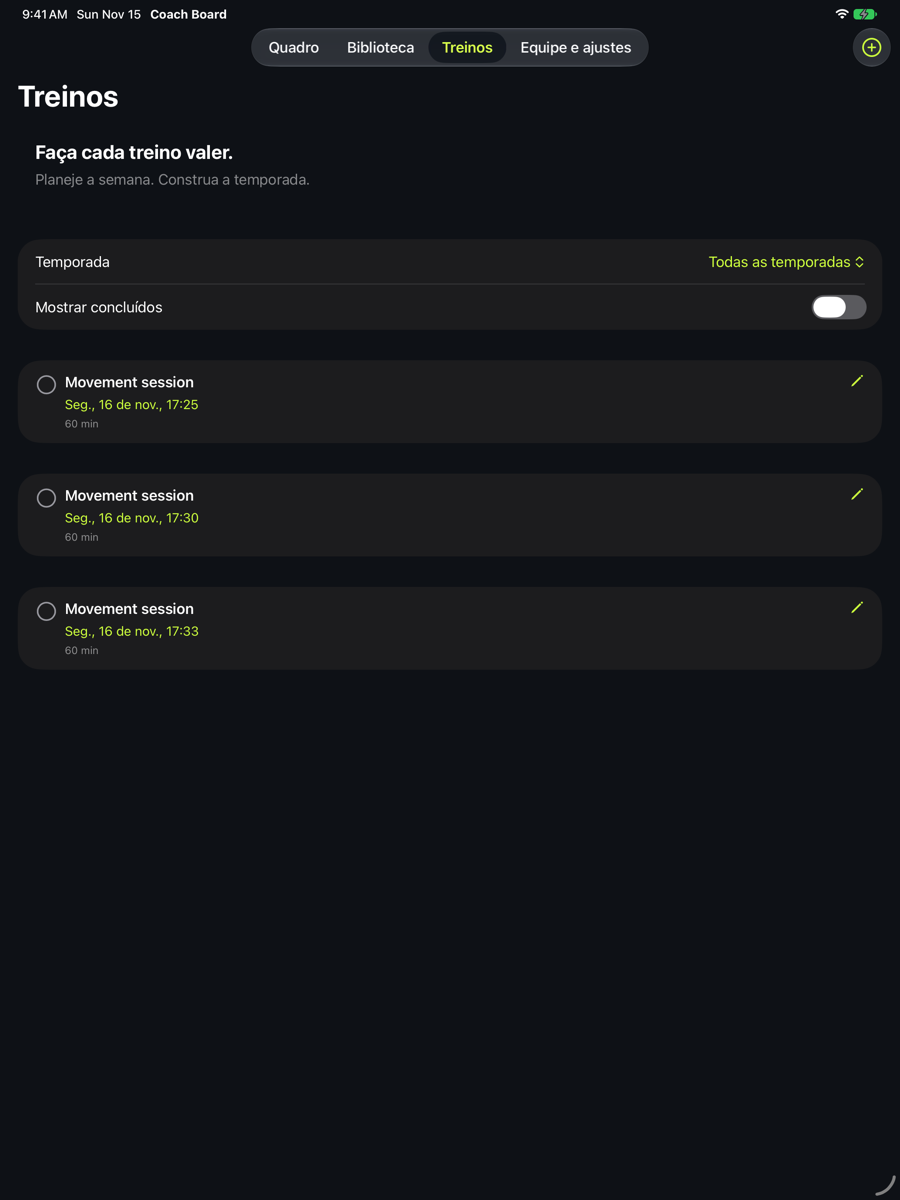 9:41 AM Sun Nov 15 Coach Board
Quadro Biblioteca Treinos Equipe e ajustes
Treinos
Faça cada treino valer.
Planeje a semana. Construa a temporada.
Temporada Todas as temporadas
Mostrar concluídos
Movement session
Seg., 16 de nov., 17:25
60 min
Movement session
Seg., 16 de nov., 17:30
60 min
Movement session
Seg., 16 de nov., 17:33
60 min